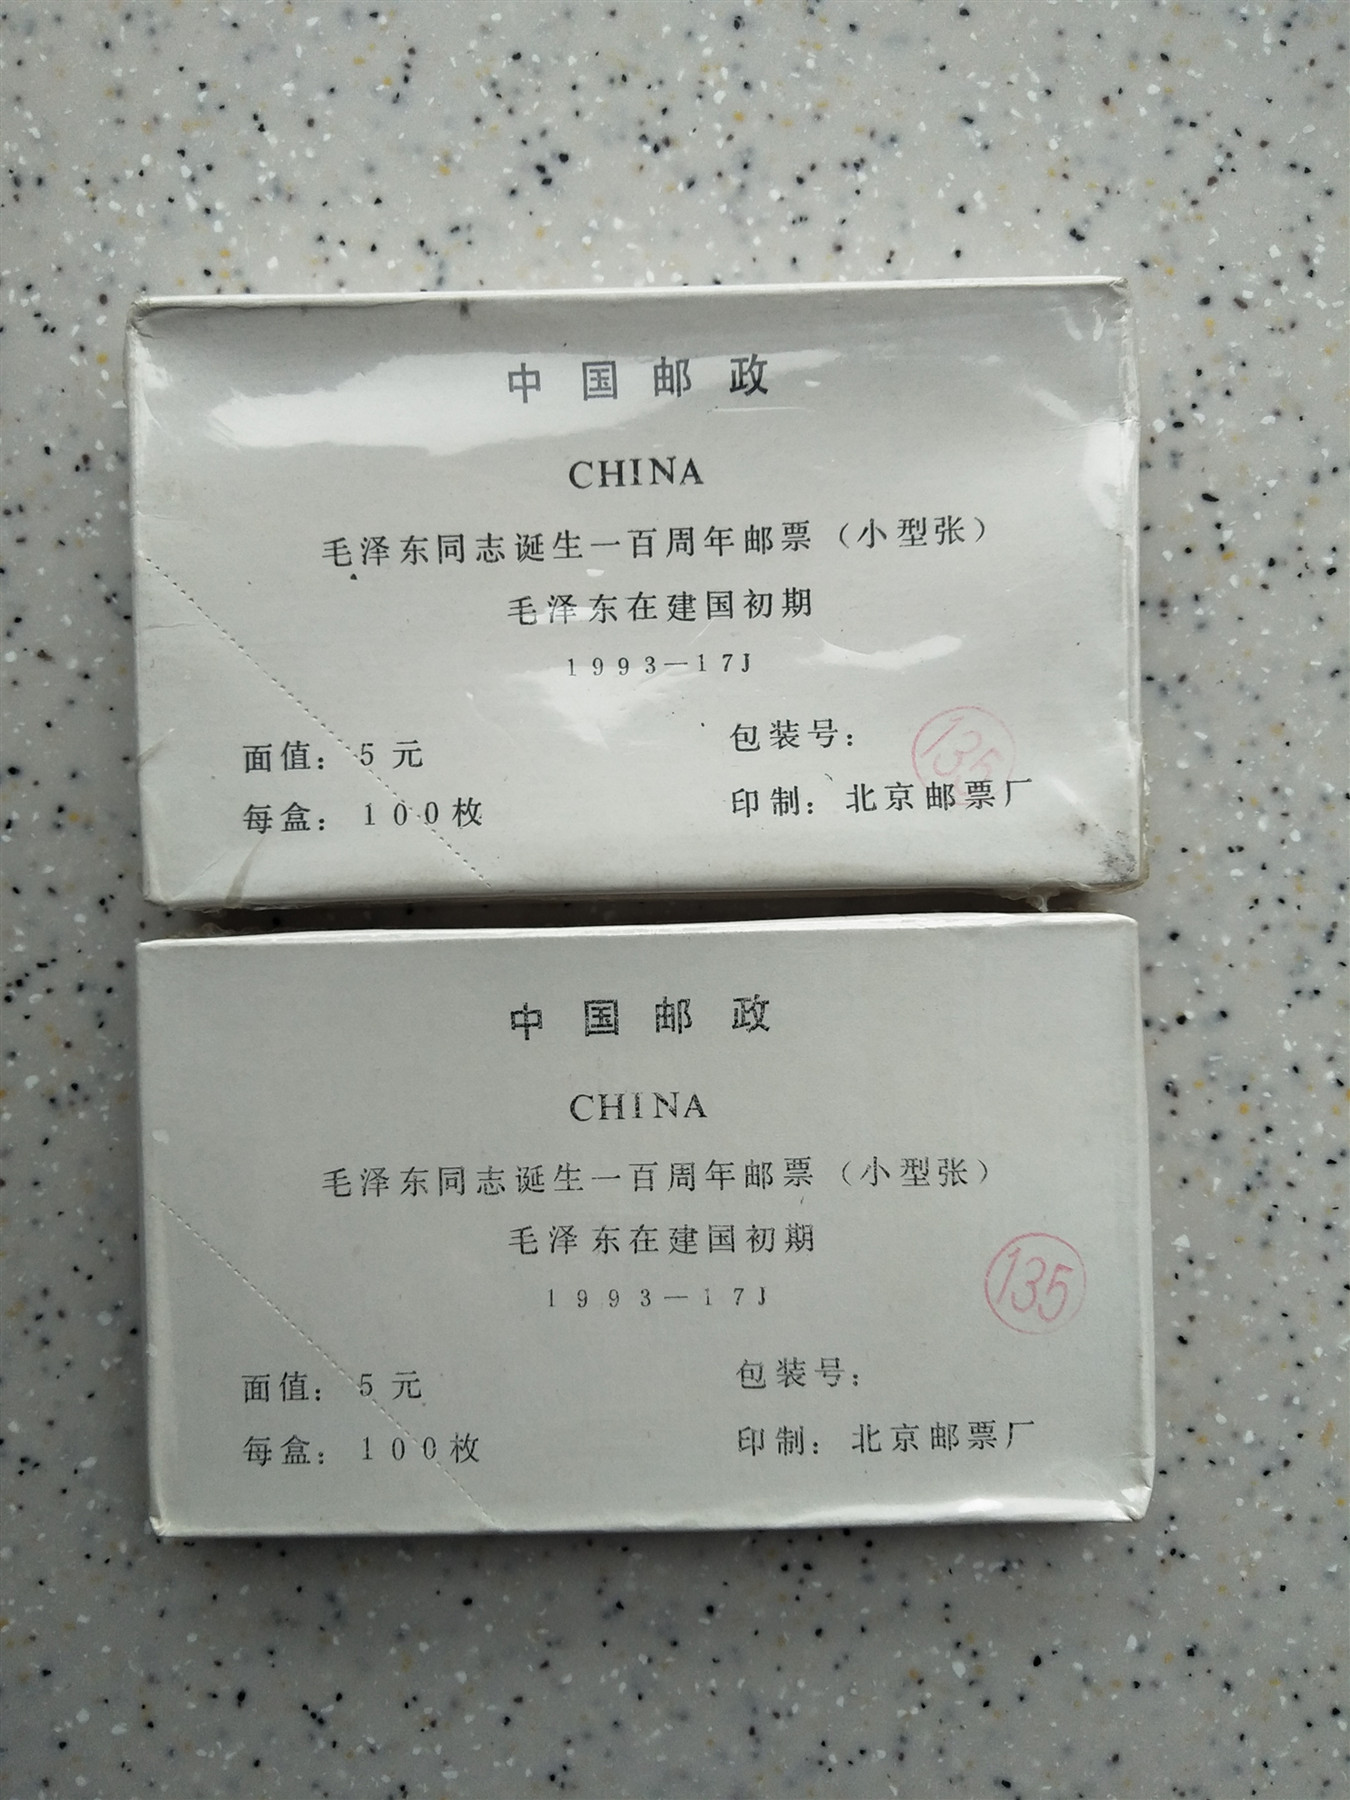 中国邮政
CHINA
毛泽东同志诞生一百周年邮票（小型张）
毛泽东在建国初期
1993—17J
面值：5元
包装号：
135
每盒：100枚
印制：北京邮票厂
中国邮政
CHINA
毛泽东同志诞生一百周年邮票（小型张）
毛泽东在建国初期
1993—17J
135
面值：5元
包装号：
每盒：100枚
印制：北京邮票厂